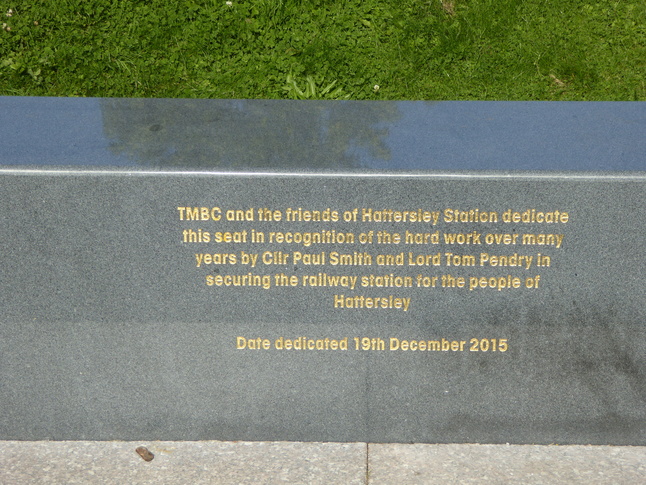 TMBC and the friends of Hattersley Station dedicate
this seat in recognition of the hard work over many
years by Cllr Paul Smith and Lord Tom Pendry in
securing the railway station for the people of
Hattersley
Date dedicated 19th December 2015